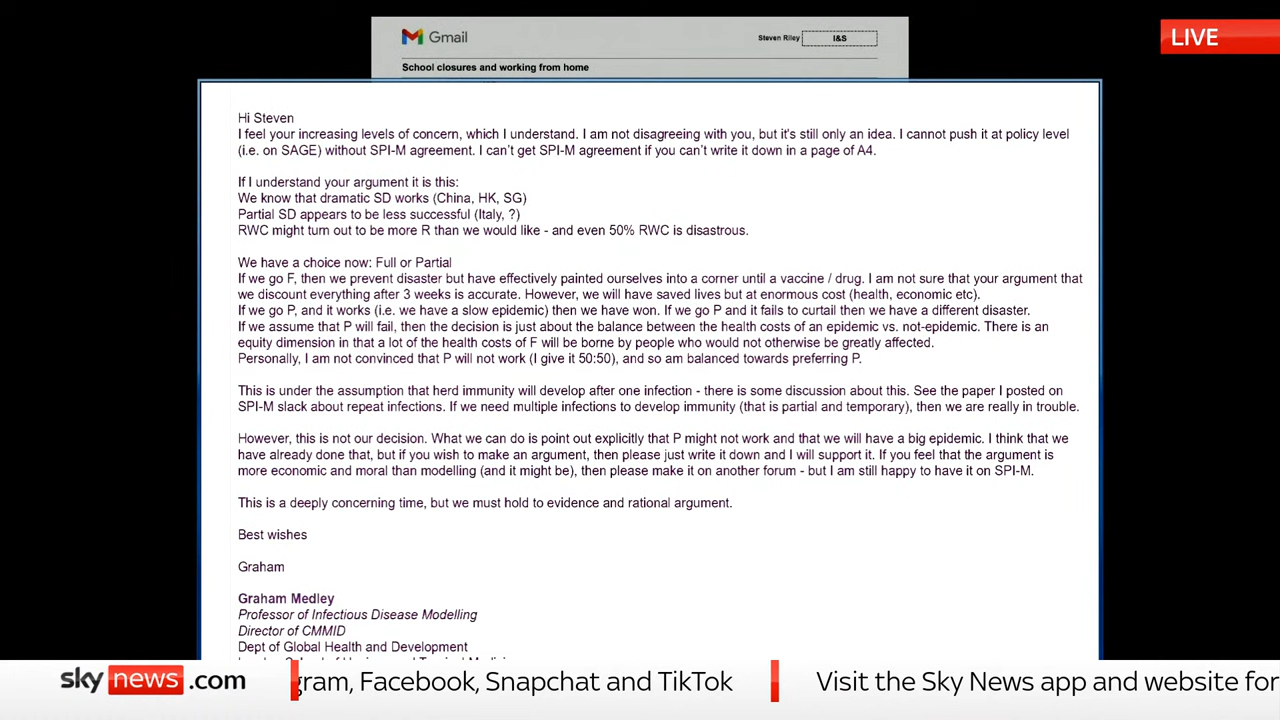 Gmail
Steven Riley
I&S
LIVE
School closures and working from home
Hi Steven
I feel your increasing levels of concern, which I understand. I am not disagreeing with you, but it's still only an idea. I cannot push it at policy level
(i.e. on SAGE) without SPI-M agreement. I can't get SPI-M agreement if you can't write it down in a page of A4.
If I understand your argument it is this:
We know that dramatic SD works (China, HK, SG)
Partial SD appears to be less successful (Italy, ?)
RWC might turn out to be more R than we would like - and even 50% RWC is disastrous.
We have a choice now: Full or Partial
If we go F, then we prevent disaster but have effectively painted ourselves into a corner until a vaccine / drug. I am not sure that your argument that
we discount everything after 3 weeks is accurate. However, we will have saved lives but at enormous cost (health, economic etc).
If we go P, and it works (i.e. we have a slow epidemic) then we have won. If we go P and it fails to curtail then we have a different disaster.
If we assume that P will fail, then the decision is just about the balance between the health costs of an epidemic vs. not-epidemic. There is an
equity dimension in that a lot of the health costs of F will be borne by people who would not otherwise be greatly affected.
Personally, I am not convinced that P will not work (I give it 50:50), and so am balanced towards preferring P.
This is under the assumption that herd immunity will develop after one infection - there is some discussion about this. See the paper I posted on
SPI-M slack about repeat infections. If we need multiple infections to develop immunity (that is partial and temporary), then we are really in trouble.
However, this is not our decision. What we can do is point out explicitly that P might not work and that we will have a big epidemic. I think that we
have already done that, but if you wish to make an argument, then please just write it down and I will support it. If you feel that the argument is
more economic and moral than modelling (and it might be), then please make it on another forum - but I am still happy to have it on SPI-M.
This is a deeply concerning time, but we must hold to evidence and rational argument.
Best wishes
Graham
Graham Medley
Professor of Infectious Disease Modelling
Director of CMMID
Dept of Global Health and Development
sky news .com
gram, Facebook, Snapchat and TikTok
Visit the Sky News app and website for